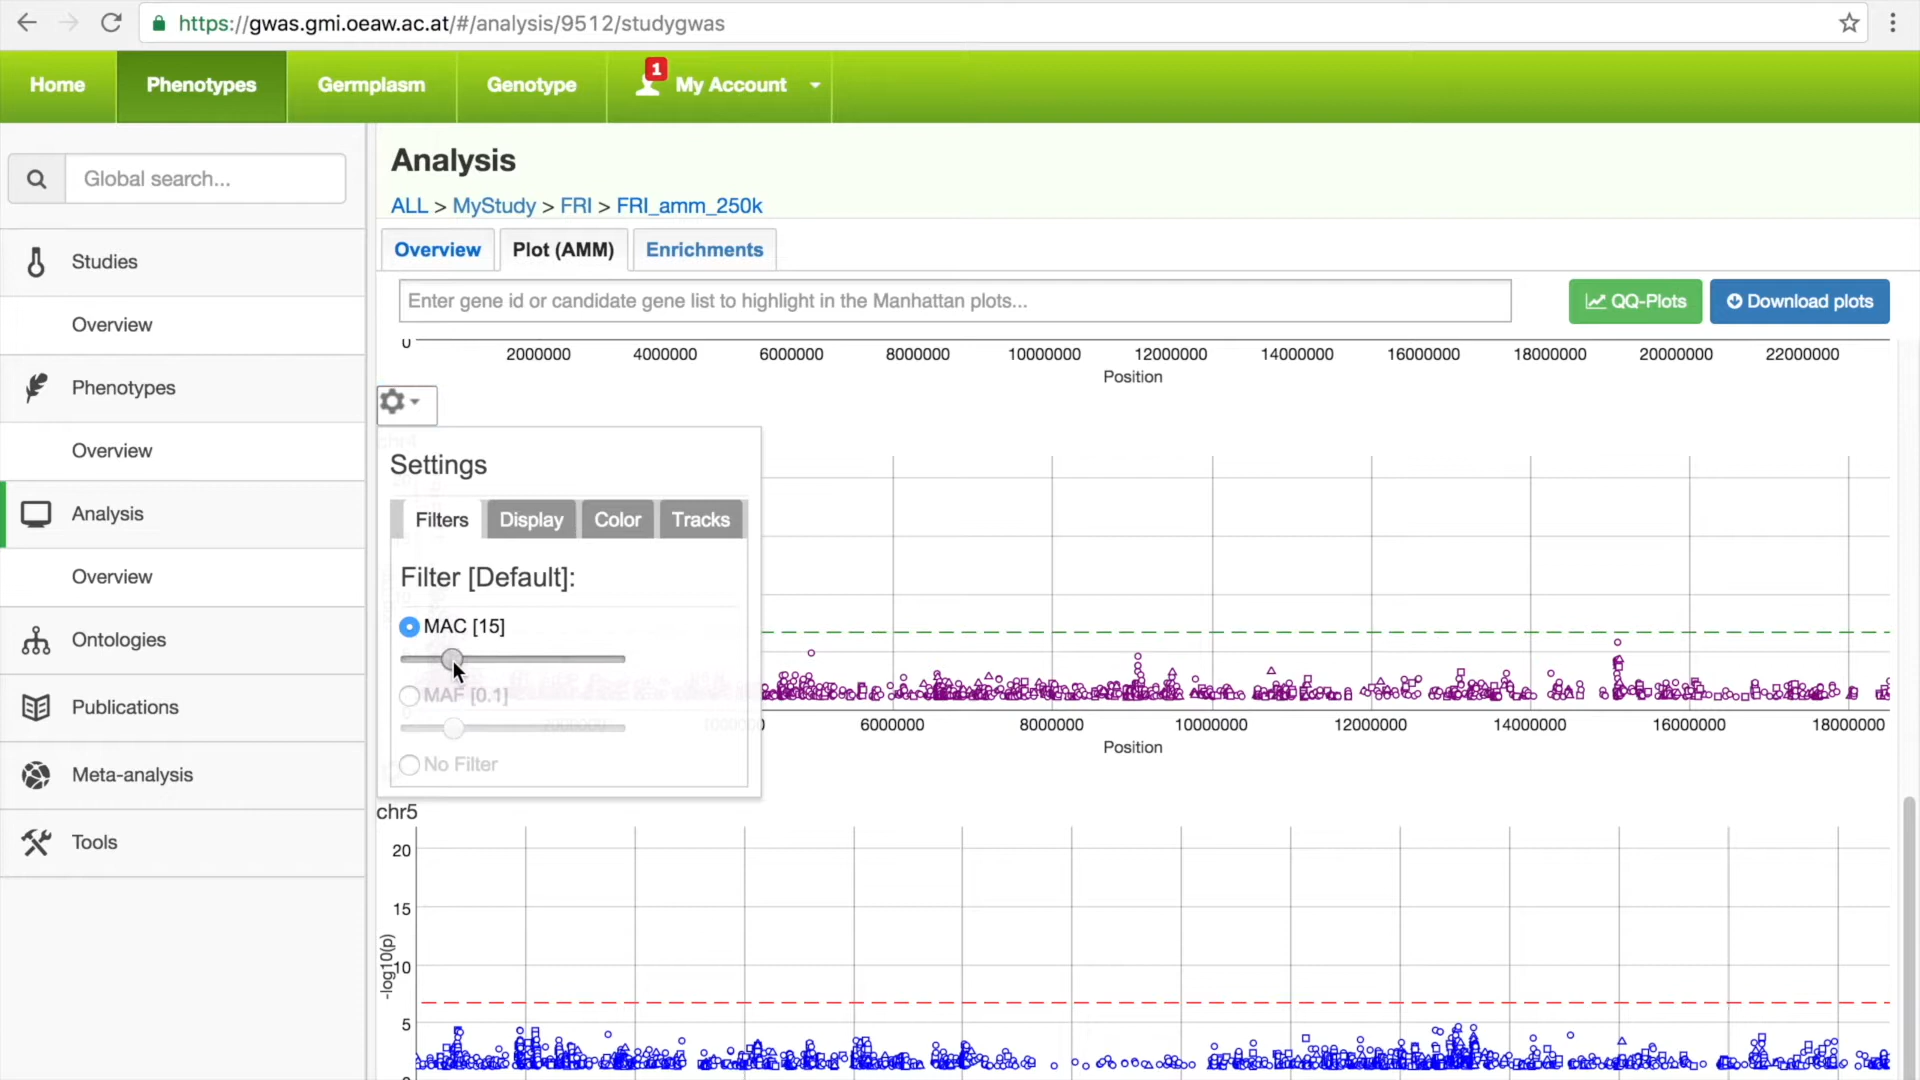 https://gwas.gmi.oeaw.ac.at/#/analysis/9512/studygwas
Home Phenotypes Germplasm Genotype 1 My Account
Global search...
Studies
Overview
Phenotypes
Overview
Analysis
Overview
Ontologies
Publications
Meta-analysis
Tools
Analysis
ALL > MyStudy > FRI > FRI_amm_250k
Overview Plot (AMM) Enrichments
Enter gene id or candidate gene list to highlight in the Manhattan plots...
QQ-Plots Download plots
0 2000000 4000000 6000000 8000000 10000000 12000000 14000000 16000000 18000000 20000000 22000000
Position
Settings
Filters Display Color Tracks
Filter [Default]:
MAC [15]
MAF [0.1]
No Filter
6000000 8000000 10000000 12000000 14000000 16000000 18000000
Position
chr5
20
15
10
5
-log10(p)